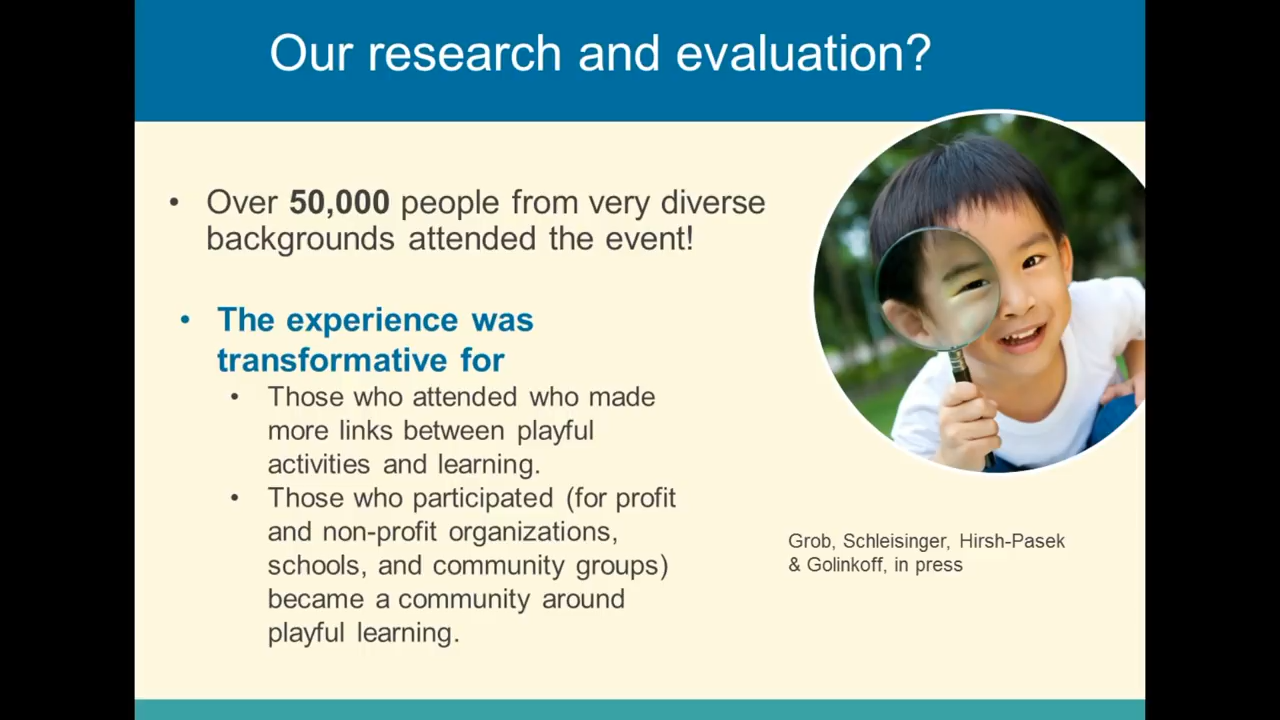 Our research and evaluation?
• Over 50,000 people from very diverse
backgrounds attended the event!
• The experience was
transformative for
• Those who attended who made
more links between playful
activities and learning.
• Those who participated (for profit
and non-profit organizations,
schools, and community groups)
became a community around
playful learning.
Grob, Schleisinger, Hirsh-Pasek
& Golinkoff, in press